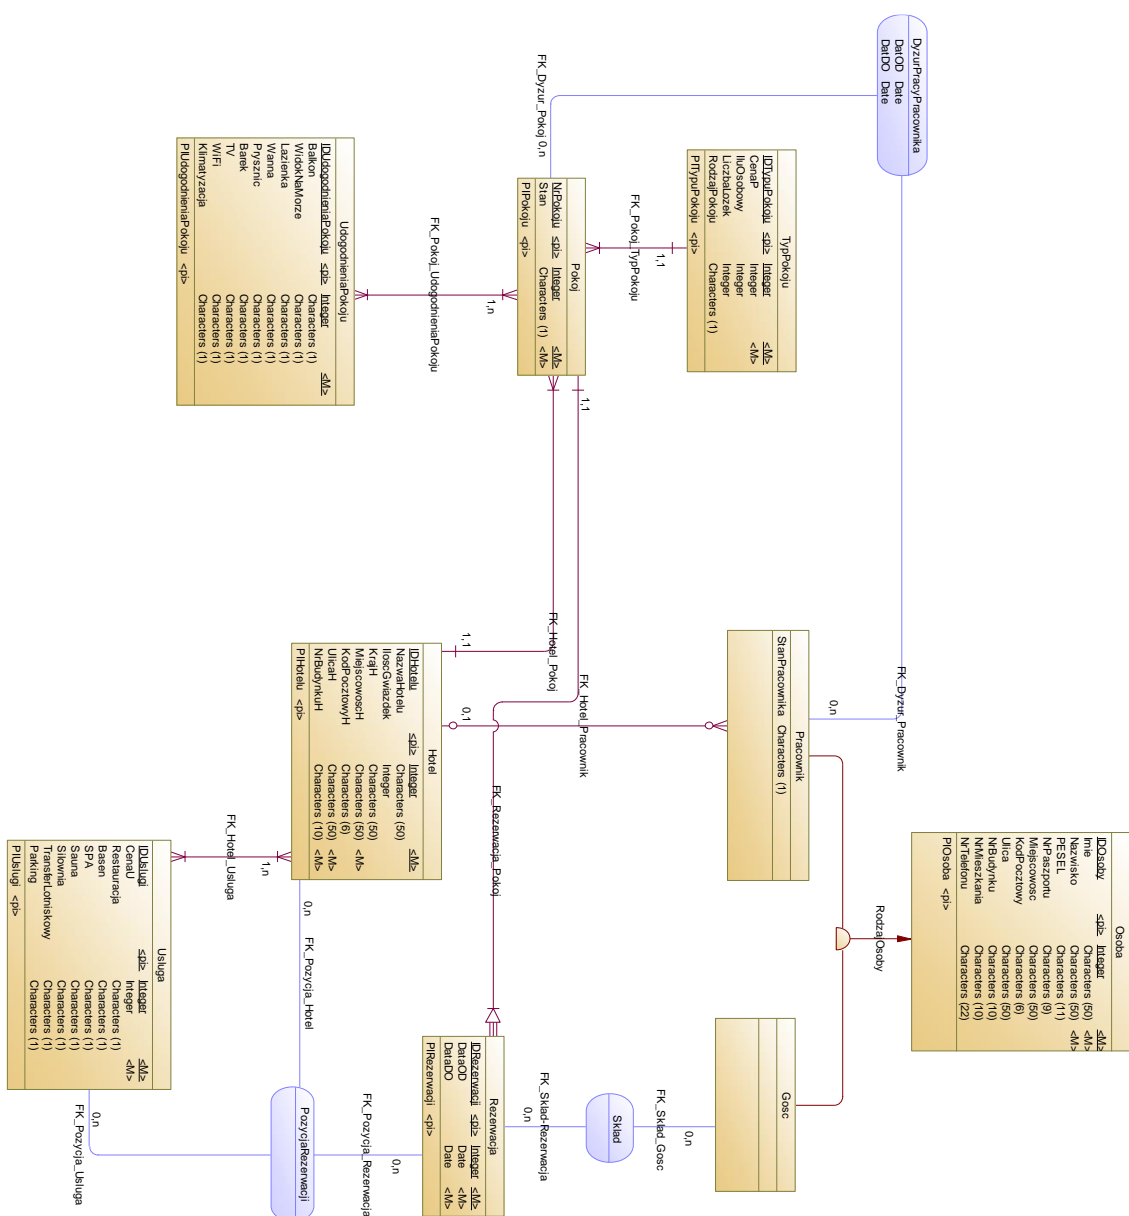 DyzurPracyPracownika
DatOD Date
DatDO Date
FK_Dyzur_Pokoj 0,n
FK_Dyzur_Pracownik
0,n
TypPokoju
IDTypuPokoju <pi> Integer <M>
CenaP Integer <M>
IluOsobowy Integer
LiczbaLozek Integer
RodzajPokoju Characters (1)
PITypuPokoju <pi>
FK_Pokoj_TypPokoju
1,1
Pokoj
NrPokoju <pi> Integer <M>
Stan Characters (1) <M>
PIPokoju <pi>
1,n
FK_Pokoj_UdogodnieniaPokoju
UdogodnieniaPokoju
IDUdogodnieniaPokoju <pi> Integer <M>
Balkon Characters (1)
WidokNaMorze Characters (1)
Lazienka Characters (1)
Wanna Characters (1)
Prysznic Characters (1)
Barek Characters (1)
TV Characters (1)
WiFi Characters (1)
Klimatyzacja Characters (1)
PIUdogodnieniaPokoju <pi>
1,1
FK_Hotel_Pokoj
1,1
FK_Hotel_Pracownik
0,1
FK_Rezerwacja_Pokoj
Pracownik
StanPracownika Characters (1)
Osoba
IDOsoby <pi> Integer <M>
Imie Characters (50) <M>
Nazwisko Characters (50) <M>
PESEL Characters (11)
NrPaszportu Characters (9)
Miejscowosc Characters (50)
KodPocztowy Characters (6)
Ulica Characters (50)
NrBudynku Characters (10)
NrMieszkania Characters (10)
NrTelefonu Characters (22)
PIOsoba <pi>
RodzajOsoby
Gosc
0,n
FK_Sklad_Gosc
Sklad
FK_Sklad-Rezerwacja
0,n
Rezerwacja
IDRezerwacji <pi> Integer <M>
DataOD Date <M>
DataDO Date <M>
PIRezerwacji <pi>
0,n
FK_Pozycja_Rezerwacja
PozycjaRezerwacji
Hotel
IDHotelu <pi> Integer <M>
NazwaHotelu Characters (50)
IloscGwiazdek Integer
KrajH Characters (50)
MiejscowoscH Characters (50) <M>
KodPocztowyH Characters (6) <M>
UlicaH Characters (50) <M>
NrBudynkuH Characters (10) <M>
PIHotelu <pi>
0,n
FK_Pozycja_Hotel
1,n
FK_Hotel_Usluga
Usluga
IDUslugi <pi> Integer <M>
CenaU Integer <M>
Restauracja Characters (1)
Basen Characters (1)
SPA Characters (1)
Sauna Characters (1)
Silownia Characters (1)
TransferLotniskowy Characters (1)
Parking Characters (1)
PIUslugi <pi>
0,n
FK_Pozycja_Usluga